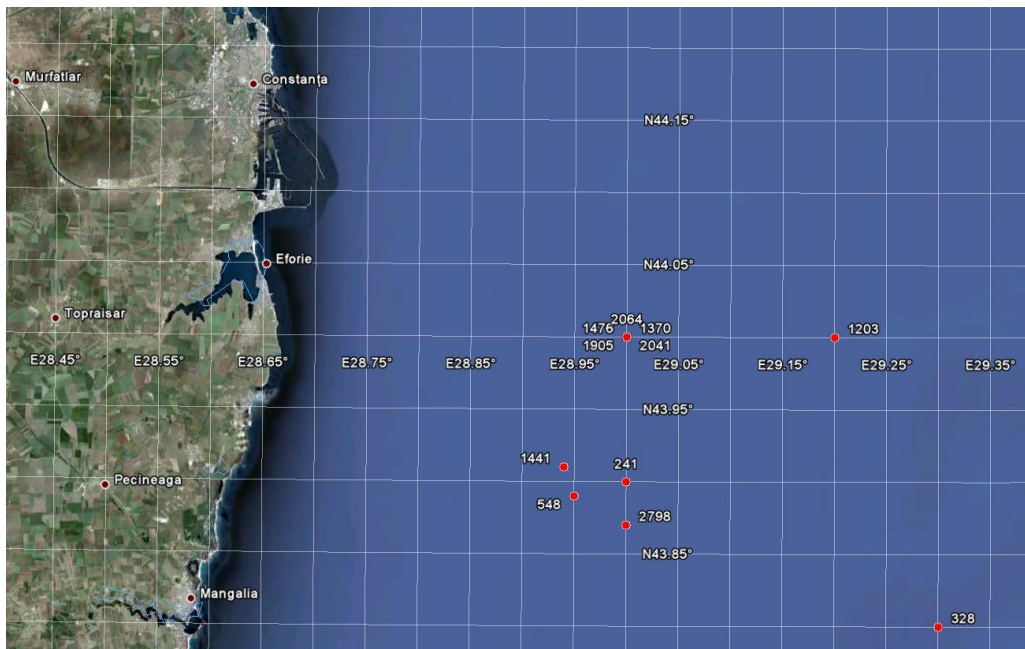 Murfatlar
Constanța
N44.15°
Eforie
N44.05°
Topraisar
2064
1476 1370
1905 2041
1203
E28.45° E28.55° E28.65° E28.75° E28.85° E28.95° E29.05° E29.15° E29.25° E29.35°
N43.95°
1441
241
Pecineaga
548
2798
N43.85°
Mangalia
328